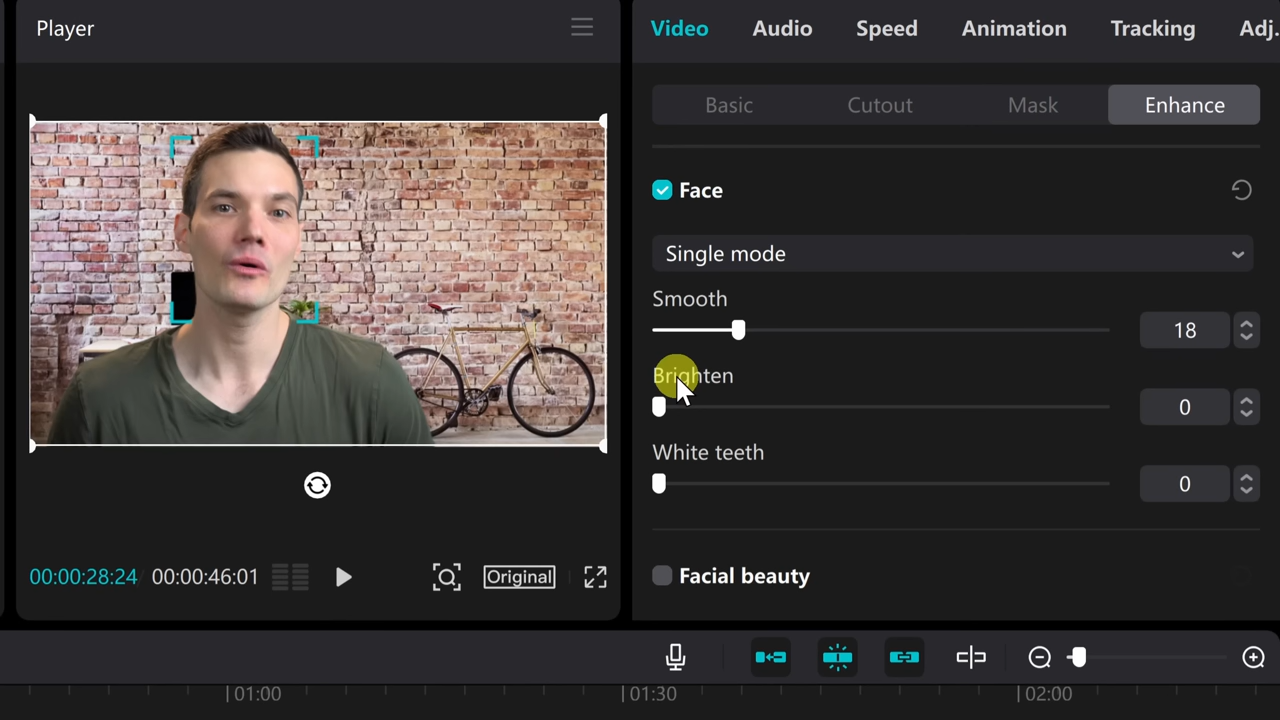 Player
Video Audio Speed Animation Tracking Adj.
Basic Cutout Mask Enhance
Face
Single mode
Smooth
18
Brighten
0
White teeth
0
Facial beauty
00:00:28:24 / 00:00:46:01 Original
01:00 01:30 02:00